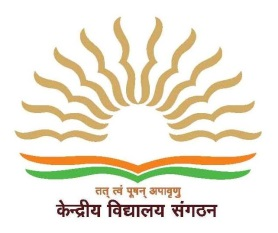 तत् त्वं पूषन् अपावृणु
केन्द्रीय विद्यालय संगठन